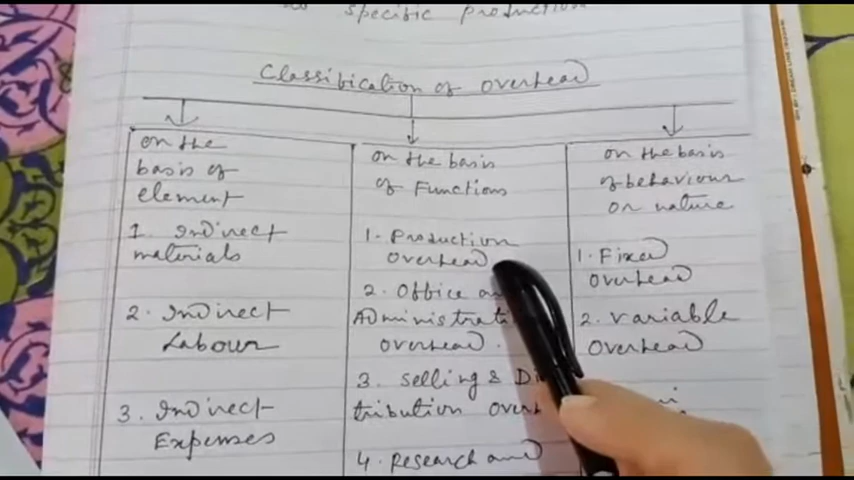 specific production
Classification of overhead
on the
basis of
element
1. Indirect
materials
2. Indirect
Labour
3. Indirect
Expenses
on the basis
of Functions
1. Production
overhead
2. Office
Administrati
overhead.
3. Selling & Di
tribution over
4. Research and
on the basis
of behaviour
or nature
1. Fixed
overhead
2. variable
overhead